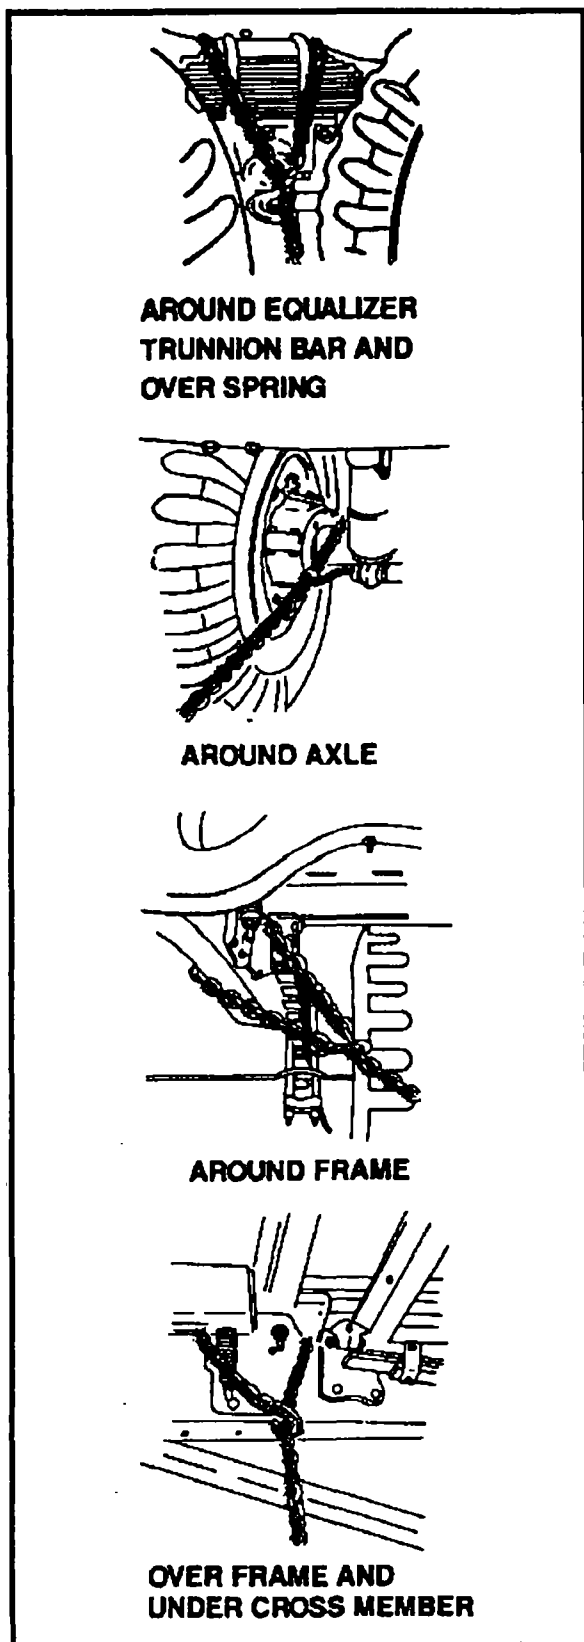 AROUND EQUALIZER
TRUNNION BAR AND
OVER SPRING
AROUND AXLE
AROUND FRAME
OVER FRAME AND
UNDER CROSS MEMBER